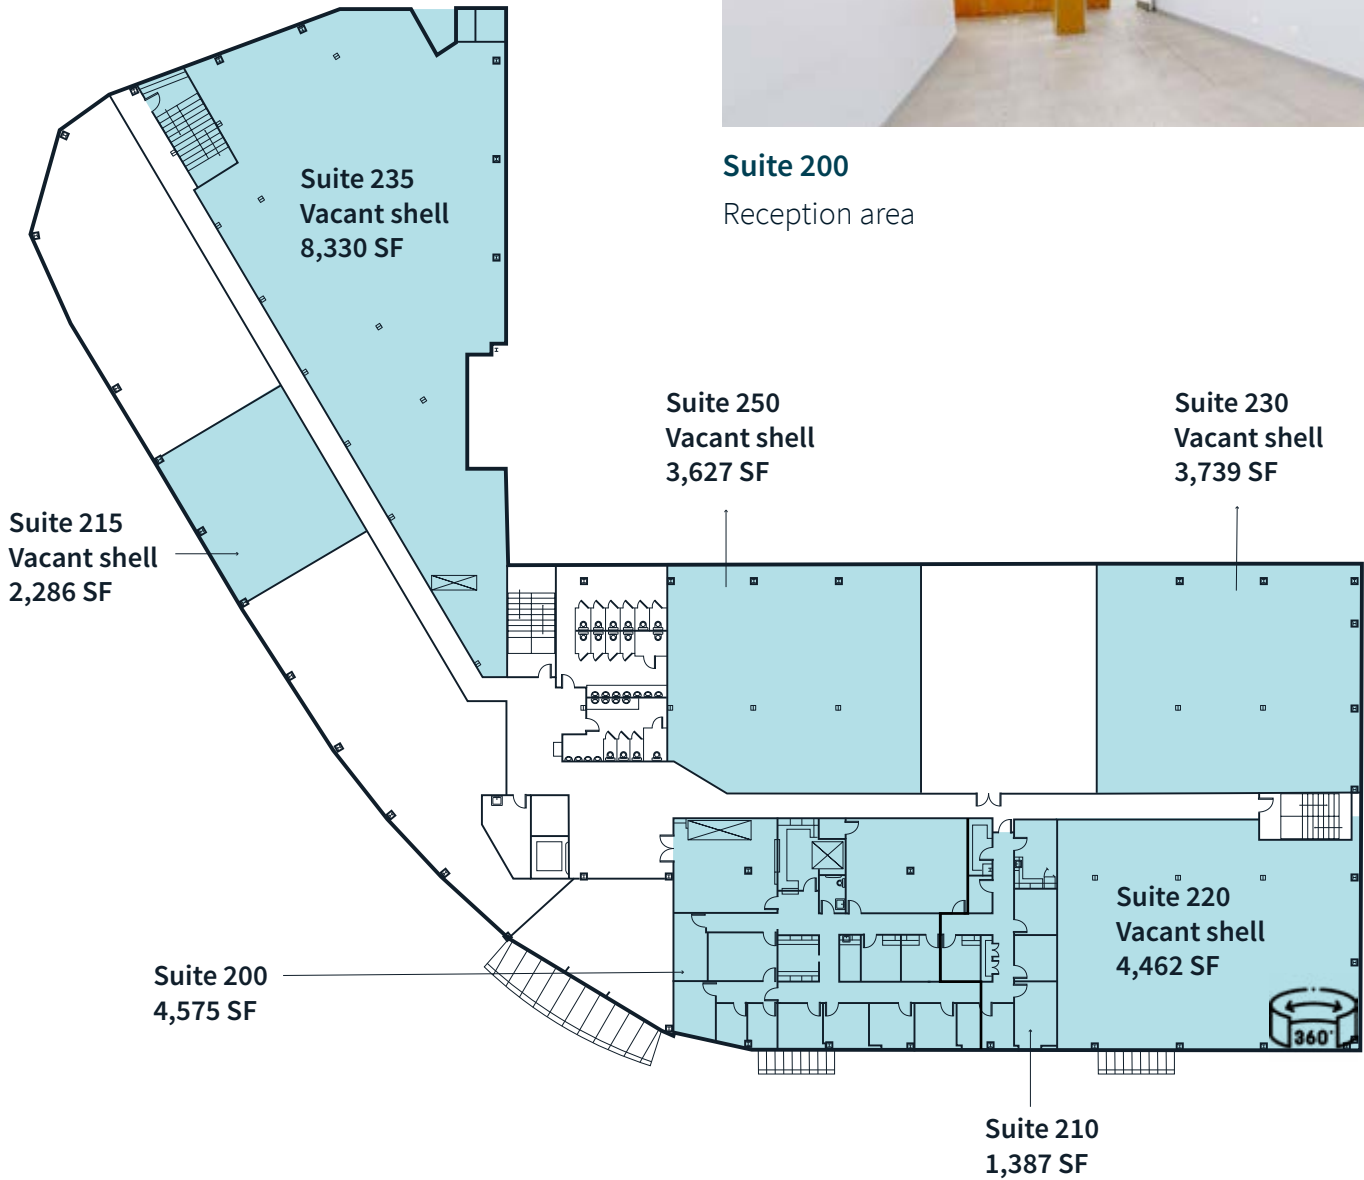 Suite 200
Reception area
Suite 235
Vacant shell
8,330 SF
Suite 250
Vacant shell
3,627 SF
Suite 230
Vacant shell
3,739 SF
Suite 215
Vacant shell
2,286 SF
Suite 220
Vacant shell
4,462 SF
Suite 200
4,575 SF
360°
Suite 210
1,387 SF